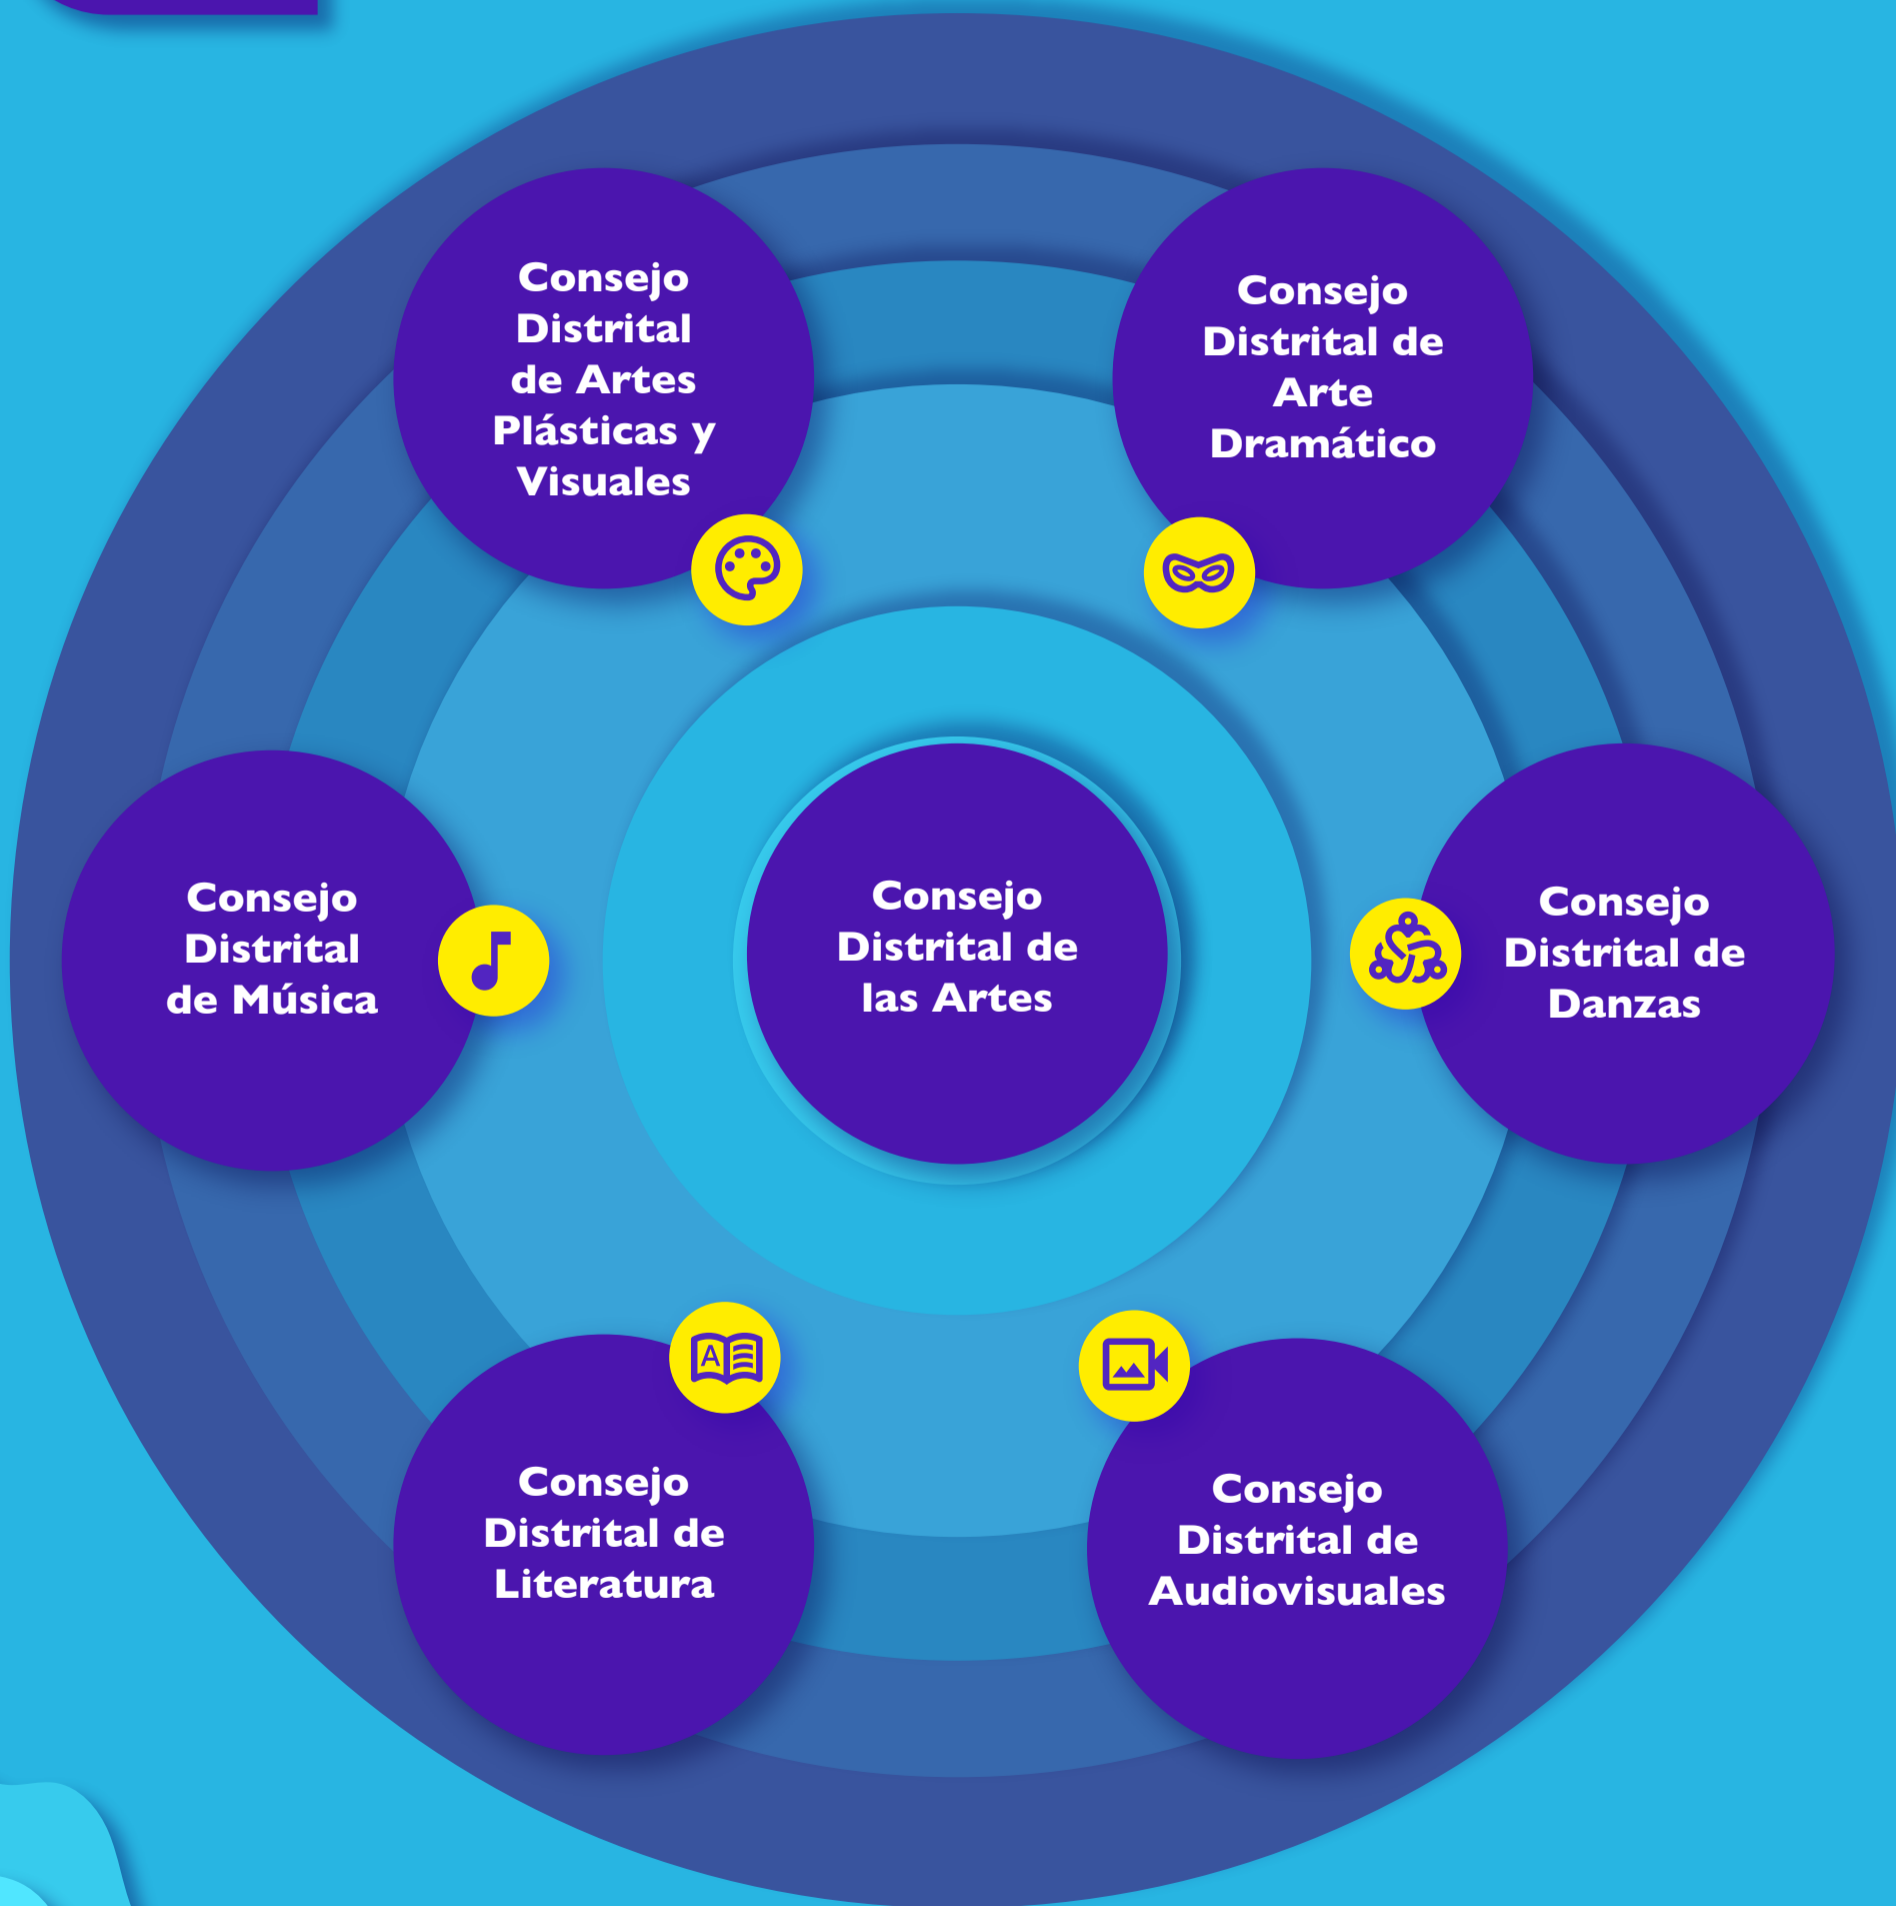 Consejo
Distrital
de Artes
Plásticas y
Visuales
Consejo
Distrital de
Arte
Dramático
Consejo
Distrital
de Música
Consejo
Distrital de
las Artes
Consejo
Distrital de
Danzas
A
Consejo
Distrital de
Literatura
Consejo
Distrital de
Audiovisuales